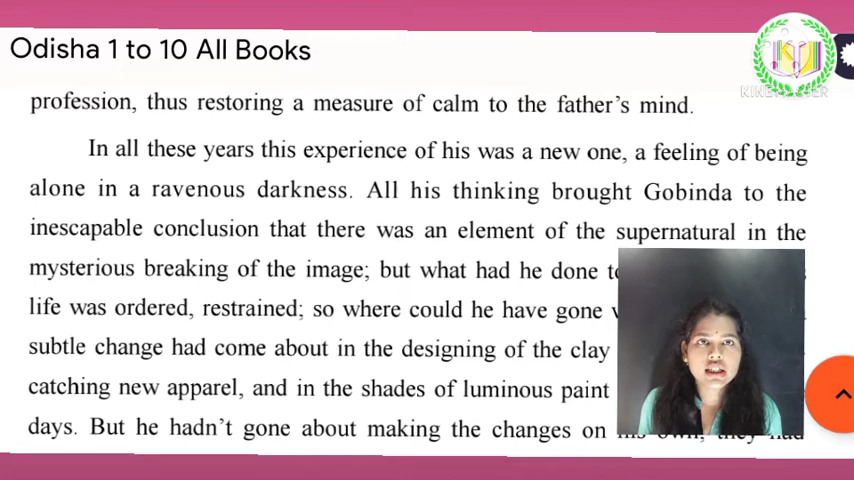 Odisha 1 to 10 All Books
KINEMASTER
profession, thus restoring a measure of calm to the father's mind.
In all these years this experience of his was a new one, a feeling of being
alone in a ravenous darkness. All his thinking brought Gobinda to the
inescapable conclusion that there was an element of the supernatural in the
mysterious breaking of the image; but what had he done
life was ordered, restrained; so where could he have gone
subtle change had come about in the designing of the clay
catching new apparel, and in the shades of luminous paint
days. But he hadn't gone about making the changes on his own; they had